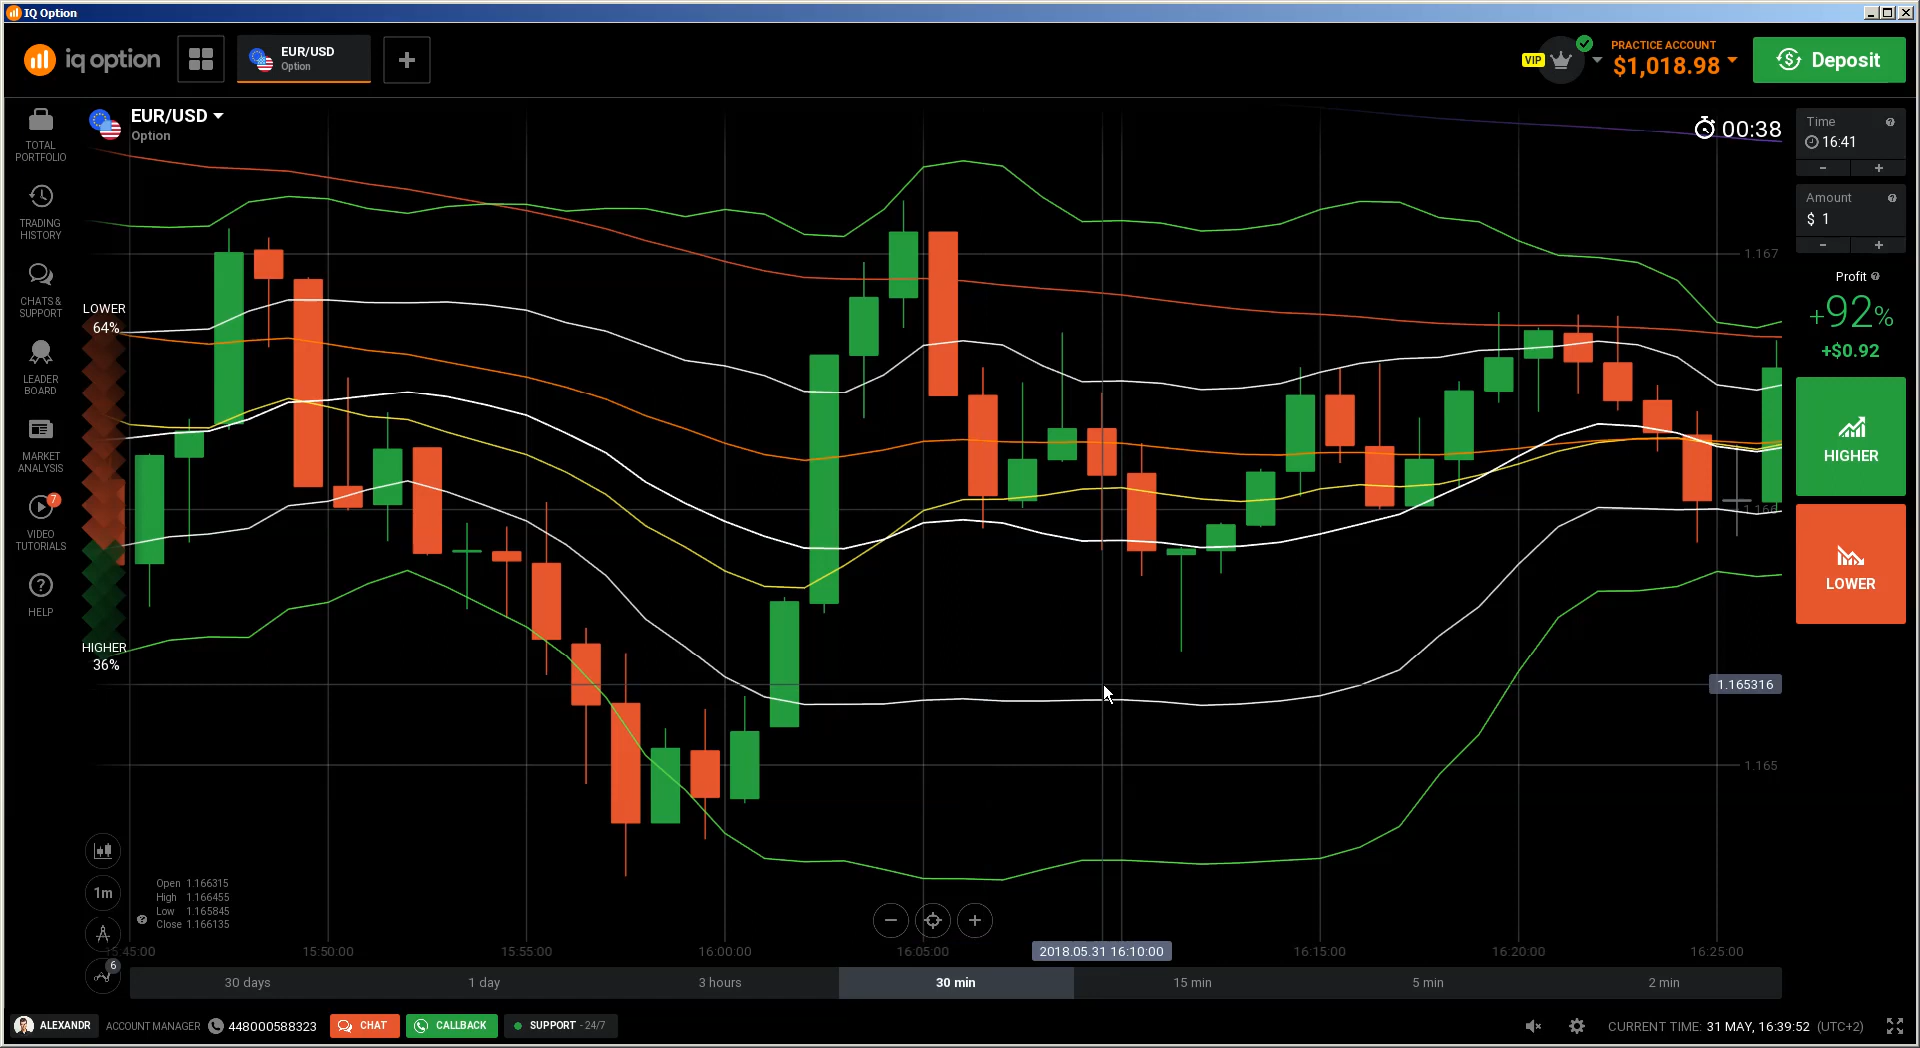 IQ Option
iq option
EUR/USD
Option
VIP
PRACTICE ACCOUNT
$1,018.98
Deposit
TOTAL
PORTFOLIO
TRADING
HISTORY
CHATS &
SUPPORT
LEADER
BOARD
MARKET
ANALYSIS
7
VIDEO
TUTORIALS
HELP
EUR/USD
Option
00:38
LOWER
64%
HIGHER
36%
1.167
1.166
1.165316
1.165
Time
16:41
Amount
$ 1
Profit
+92%
+$0.92
HIGHER
LOWER
1m
6
Open 1.166315
High 1.166455
Low 1.165845
Close 1.166135
15:45:00
15:50:00
15:55:00
16:00:00
16:05:00
2018.05.31 16:10:00
16:15:00
16:20:00
16:25:00
30 days
1 day
3 hours
30 min
15 min
5 min
2 min
ALEXANDR
ACCOUNT MANAGER
448000588323
CHAT
CALLBACK
SUPPORT - 24/7
CURRENT TIME: 31 MAY, 16:39:52 (UTC+2)